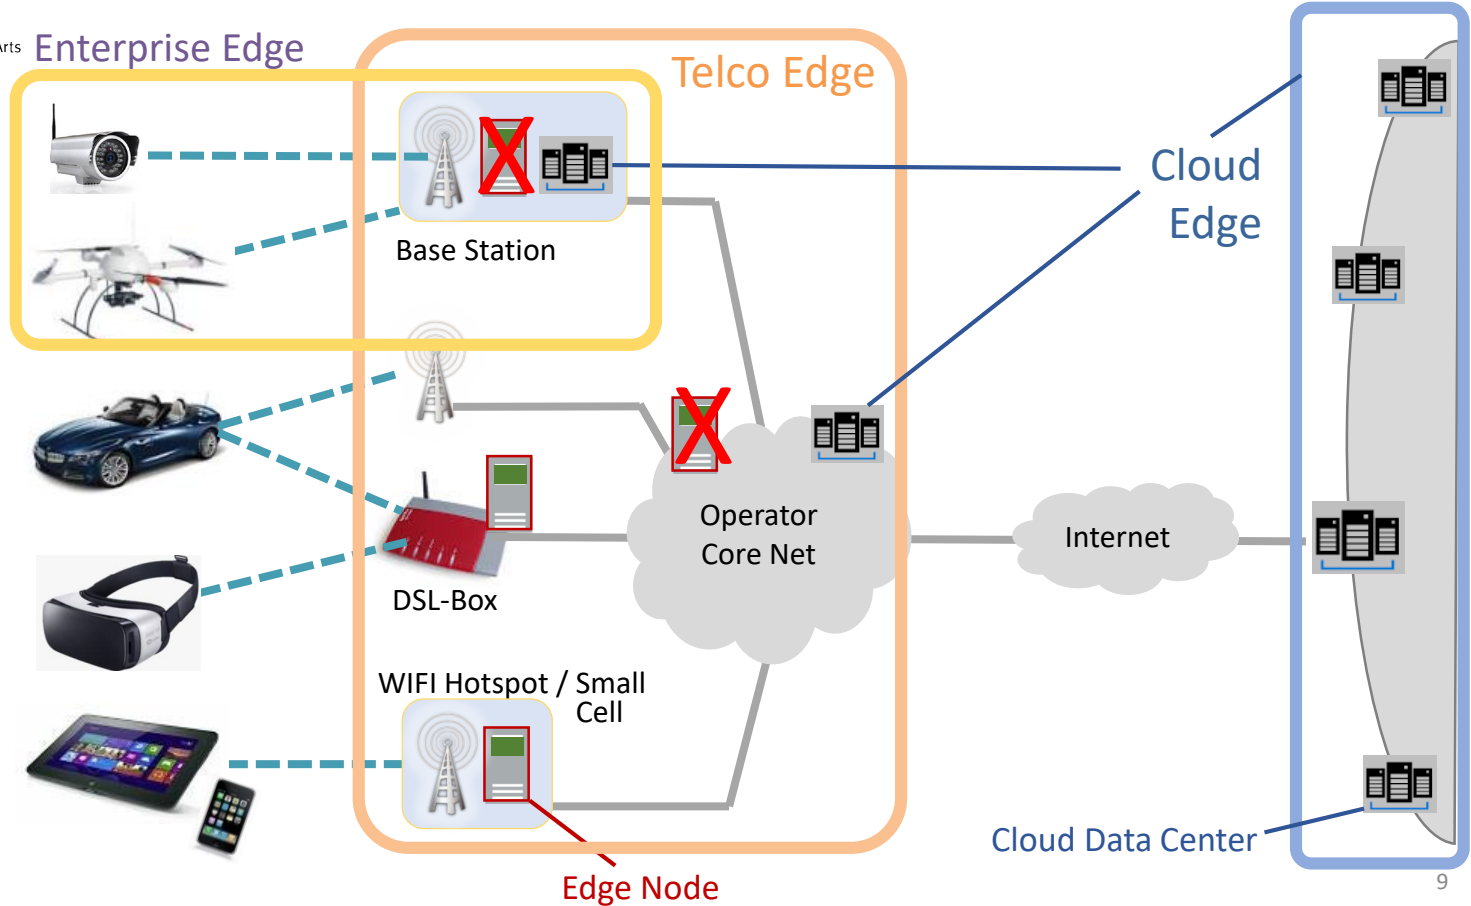 Arts
Enterprise Edge
Telco Edge
Cloud
Edge
Base Station
Operator
Core Net
Internet
DSL-Box
WIFI Hotspot / Small
Cell
Cloud Data Center
Edge Node
9